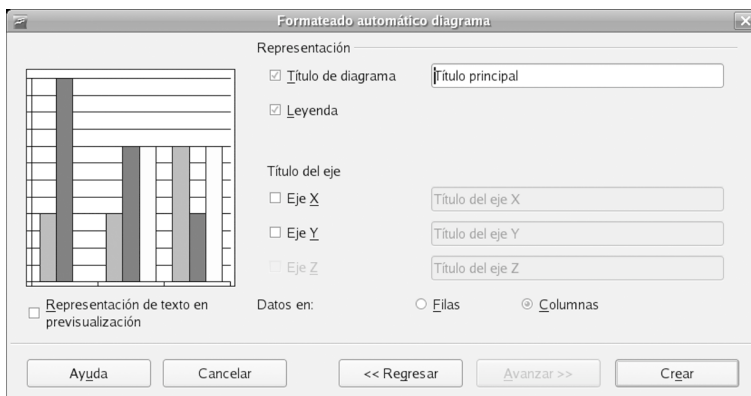 Formateado automático diagrama
Representación
Título de diagrama
Título principal
Leyenda
Título del eje
Eje X
Título del eje X
Eje Y
Título del eje Y
Eje Z
Título del eje Z
Representación de texto en
previsualización
Datos en:
Filas
Columnas
Ayuda
Cancelar
<< Regresar
Avanzar >>
Crear